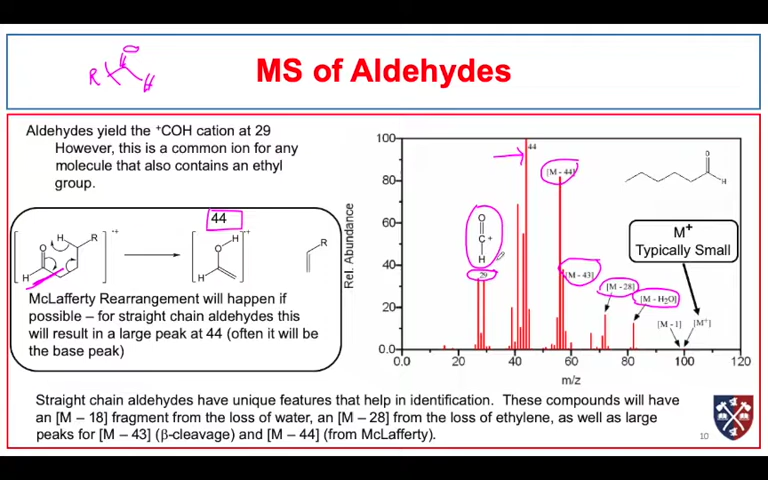 R O H
MS of Aldehydes
Aldehydes yield the ⁺COH cation at 29
However, this is a common ion for any
molecule that also contains an ethyl
group.
44
H R O H
O H H
R
McLafferty Rearrangement will happen if
possible – for straight chain aldehydes this
will result in a large peak at 44 (often it will be
the base peak)
Rel. Abundance
100
80
60
40
20
0.0
0.0 20 40 60 80 100 120
m/z
44
[M - 44]
O
C +
H
29
[M - 43]
[M - 28]
[M - H₂O]
[M - 1]
[M⁺]
O
H
M⁺
Typically Small
Straight chain aldehydes have unique features that help in identification. These compounds will have
an [M – 18] fragment from the loss of water, an [M – 28] from the loss of ethylene, as well as large
peaks for [M – 43] (β-cleavage) and [M – 44] (from McLafferty).
10